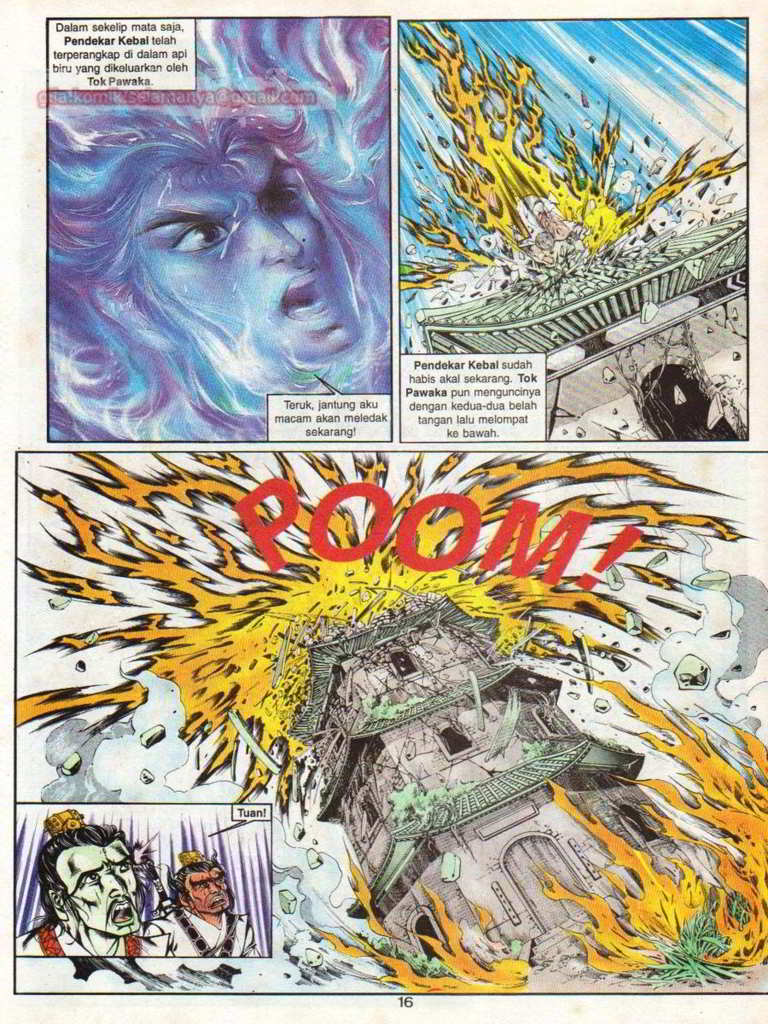 Dalam sekelip mata saja,
Pendekar Kebal telah
terperangkap di dalam api
biru yang dikeluarkan oleh
Tok Pawaka.
Teruk, jantung aku
macam akan meledak
sekarang!
Pendekar Kebal sudah
habis akal sekarang. Tok
Pawaka pun menguncinya
dengan kedua-dua belah
tangan lalu melompat
ke bawah.
POOM!
Tuan!
16